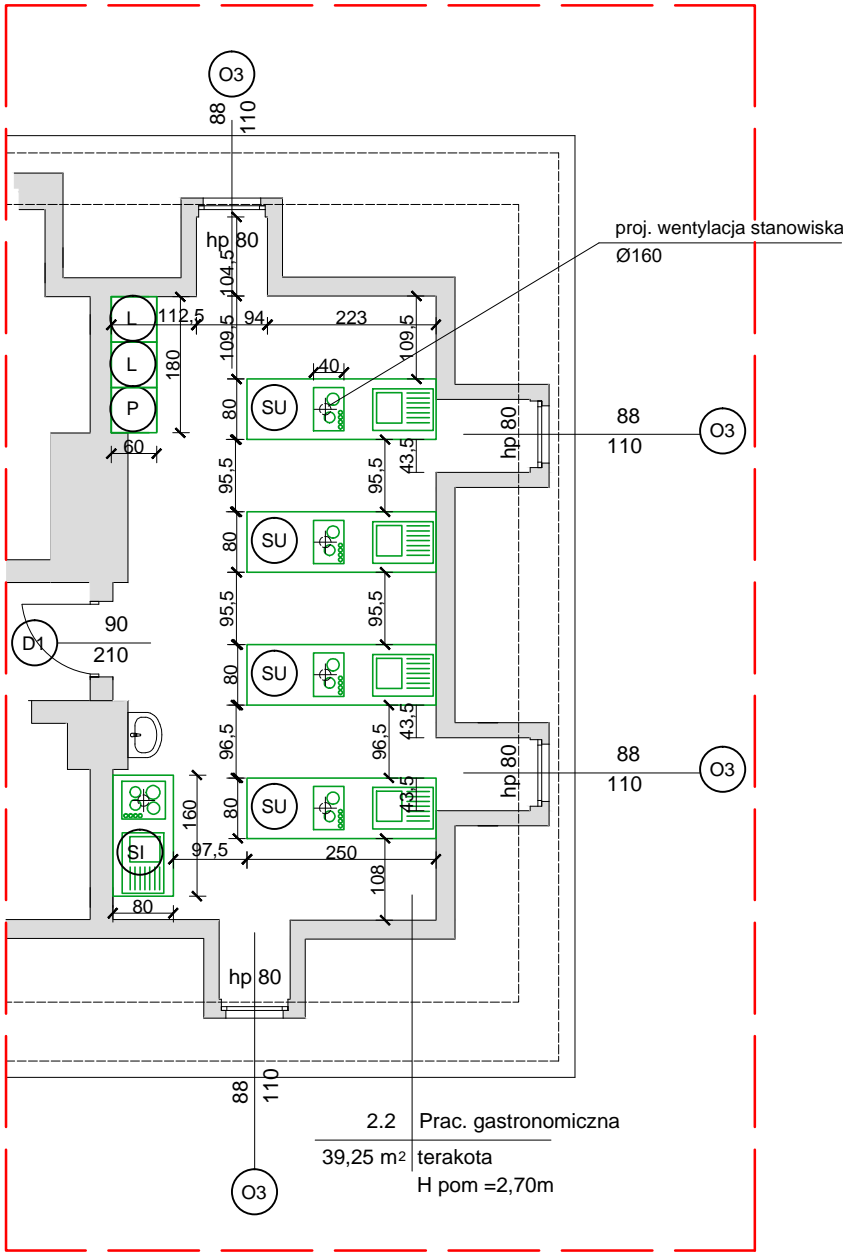 O3
88
110
proj. wentylacja stanowiska
Ø160
hp 80
104,5
L
112,5
94
223
109,5
109,5
L
180
40
P
SU
80
88
110
O3
hp 80
60
43,5
95,5
95,5
SU
80
95,5
95,5
D1
90
210
SU
80
43,5
96,5
96,5
88
110
O3
hp 80
SU
80
43,5
160
SI
97,5
250
108
80
hp 80
88
110
2.2 Prac. gastronomiczna
39,25 m² terakota
H pom =2,70m
O3